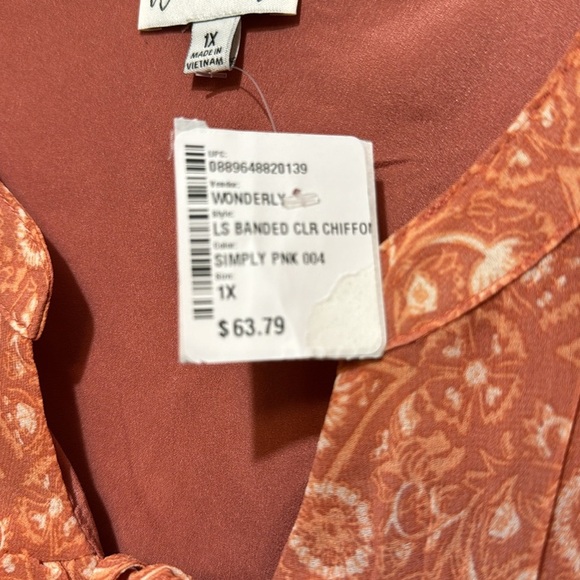 1X
MADE IN
VIETNAM
UPC:
0889648820139
Vendor:
WONDERLY
Style:
LS BANDED CLR CHIFFON
Color:
SIMPLY PNK 004
Size:
1X
$63.79